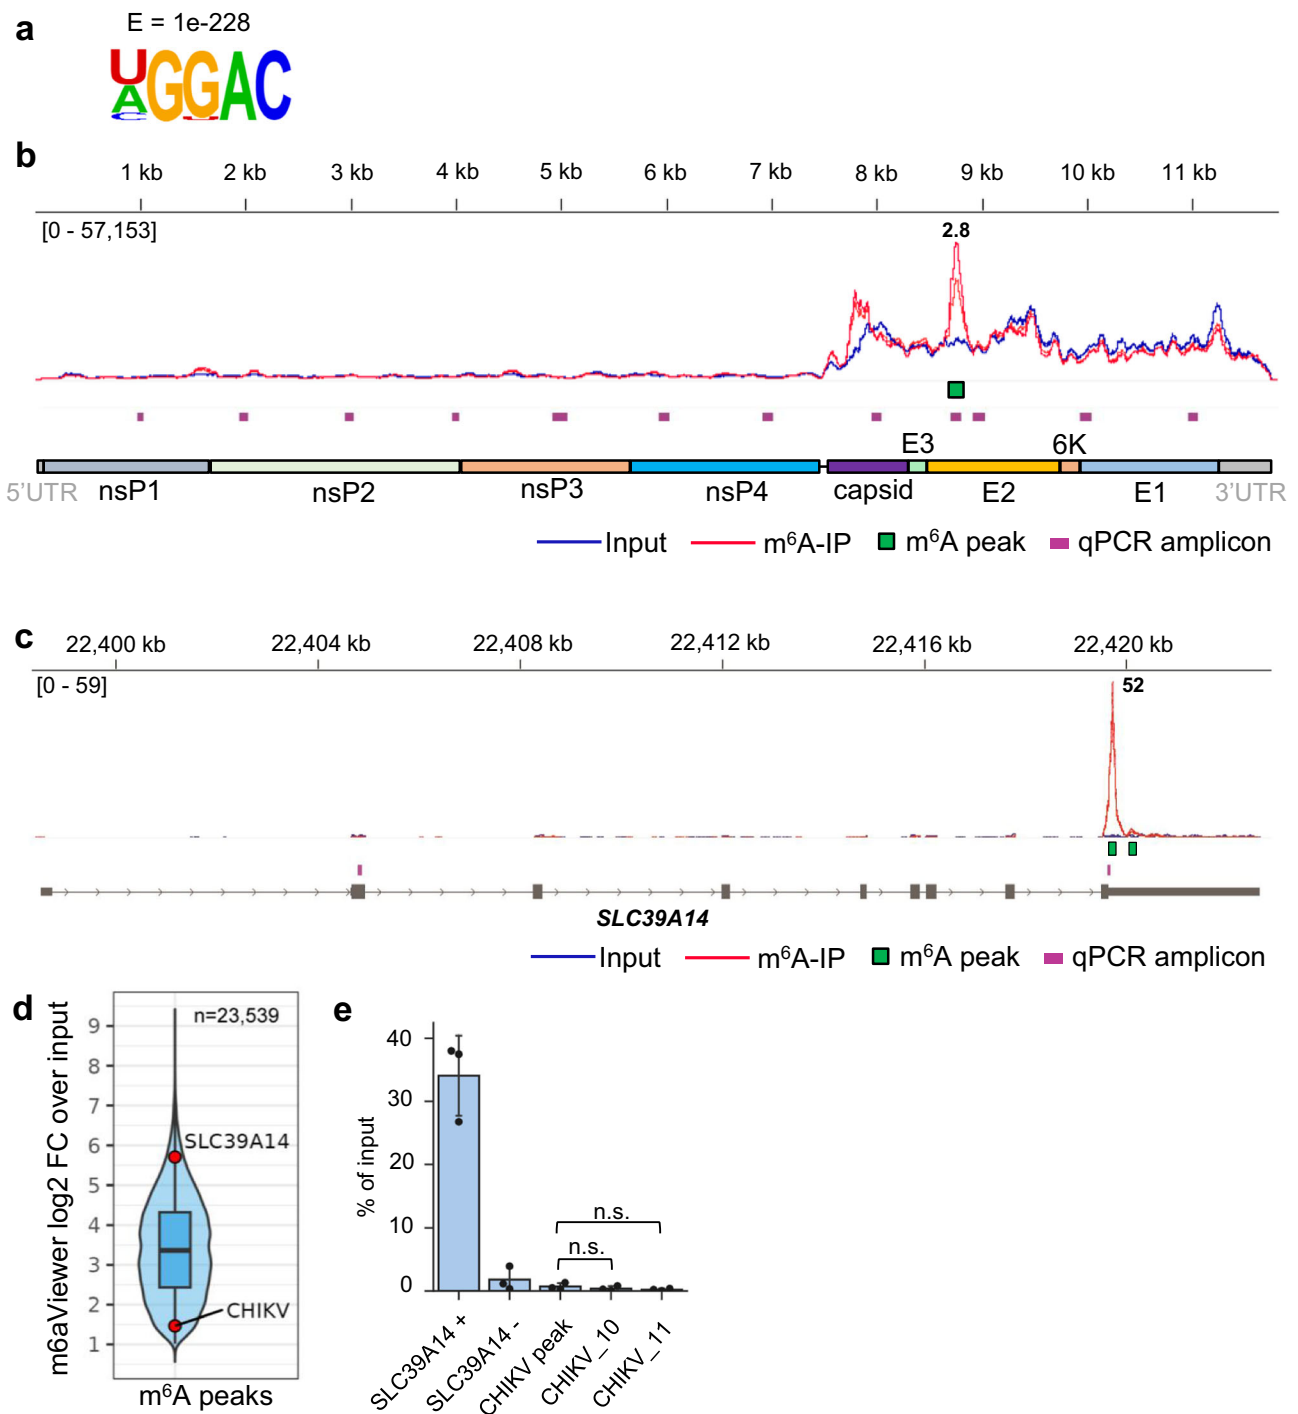 a
E = 1e-228
UGGAC
A
C
b
1 kb 2 kb 3 kb 4 kb 5 kb 6 kb 7 kb 8 kb 9 kb 10 kb 11 kb
[0 - 57,153]
2.8
E3 6K
5'UTR nsP1 nsP2 nsP3 nsP4 capsid E2 E1 3'UTR
Input m⁶A-IP m⁶A peak qPCR amplicon
c
22,400 kb 22,404 kb 22,408 kb 22,412 kb 22,416 kb 22,420 kb
[0 - 59]
52
SLC39A14
Input m⁶A-IP m⁶A peak qPCR amplicon
d
m6aViewer log2 FC over input
n=23,539
9
8
7
6
5
4
3
2
1
SLC39A14
CHIKV
m⁶A peaks
e
% of input
40
30
20
10
0
n.s.
n.s.
SLC39A14 +
SLC39A14 -
CHIKV peak
CHIKV_10
CHIKV_11